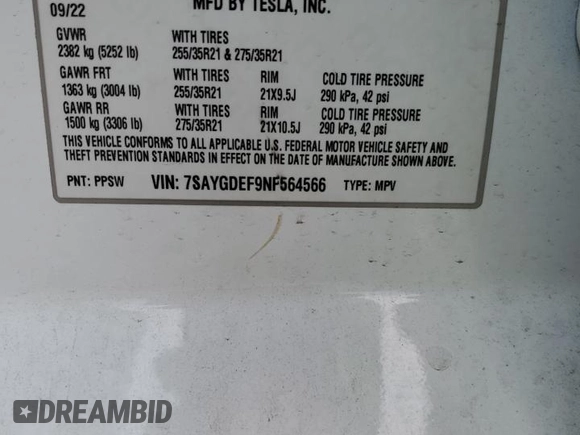 09/22 MFD BY TESLA, INC.
GVWR WITH TIRES
2382 kg (5252 lb) 255/35R21 & 275/35R21
GAWR FRT WITH TIRES RIM COLD TIRE PRESSURE
1363 kg (3004 lb) 255/35R21 21X9.5J 290 kPa, 42 psi
GAWR RR WITH TIRES RIM COLD TIRE PRESSURE
1500 kg (3306 lb) 275/35R21 21X10.5J 290 kPa, 42 psi
THIS VEHICLE CONFORMS TO ALL APPLICABLE U.S. FEDERAL MOTOR VEHICLE SAFETY AND
THEFT PREVENTION STANDARDS IN EFFECT ON THE DATE OF MANUFACTURE SHOWN ABOVE.
PNT: PPSW VIN: 7SAYGDEF9NF564566 TYPE: MPV
DREAMBID